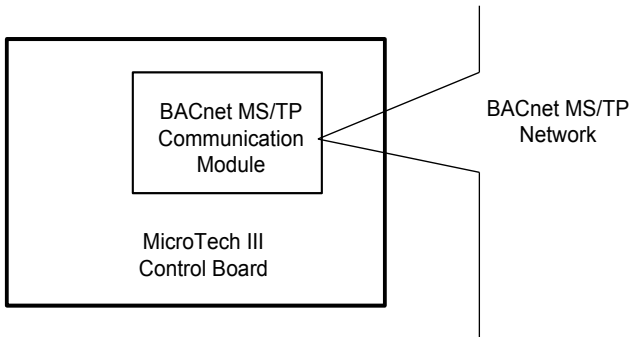 BACnet MS/TP
Communication
Module
MicroTech III
Control Board
BACnet MS/TP
Network